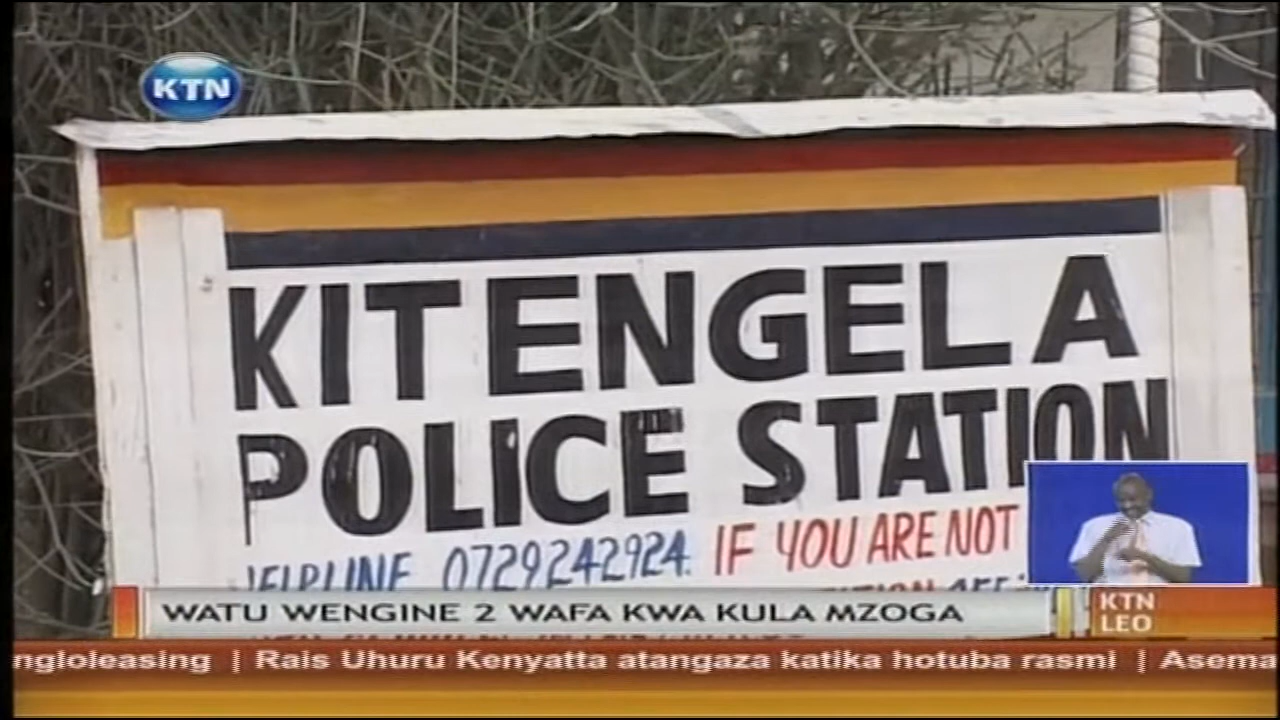 KTN
KITENGELA
POLICE STATION
HELPLINE 0729242924. IF YOU ARE NOT
WATU WENGINE 2 WAFA KWA KULA MZOGA
KTN
LEO
ngloleasing | Rais Uhuru Kenyatta atangaza katika hotuba rasmi | Asema